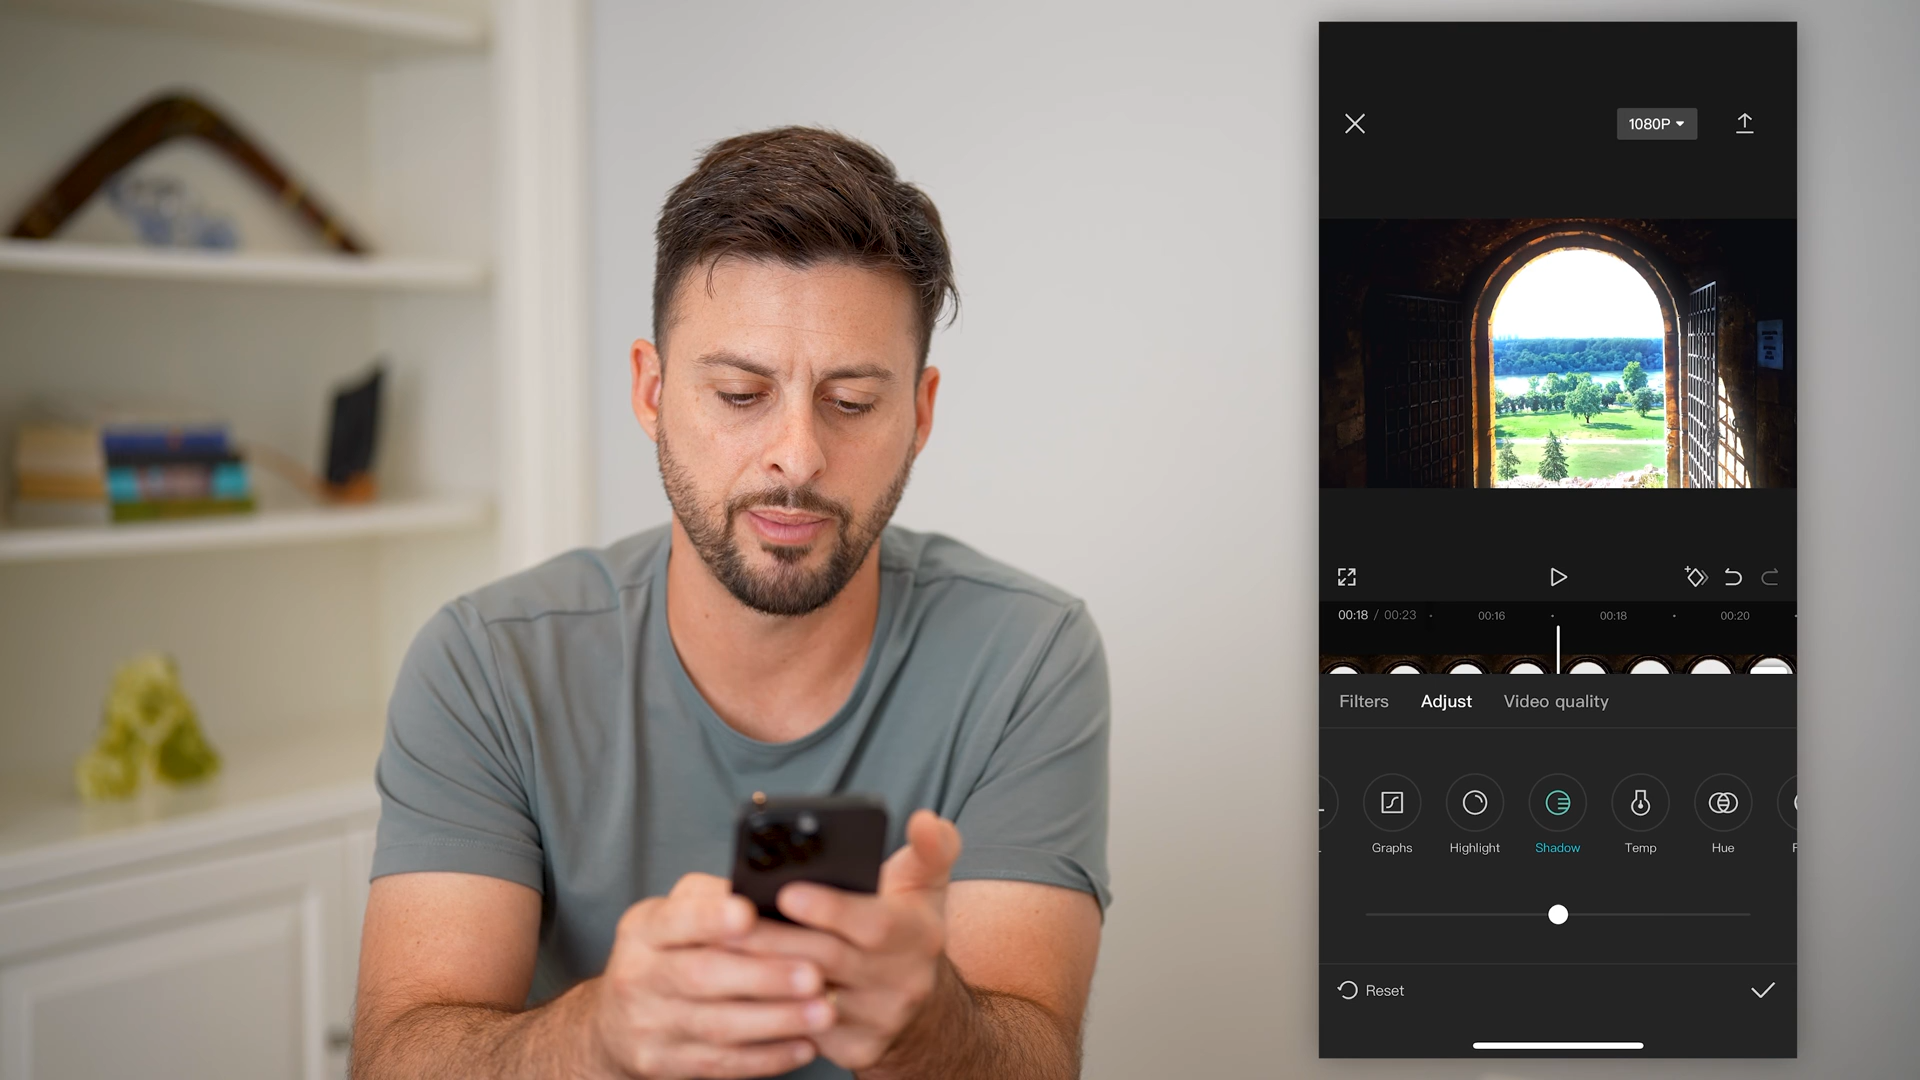 1080P
00:18 / 00:23
00:16
00:18
00:20
Filters
Adjust
Video quality
Graphs
Highlight
Shadow
Temp
Hue
Reset